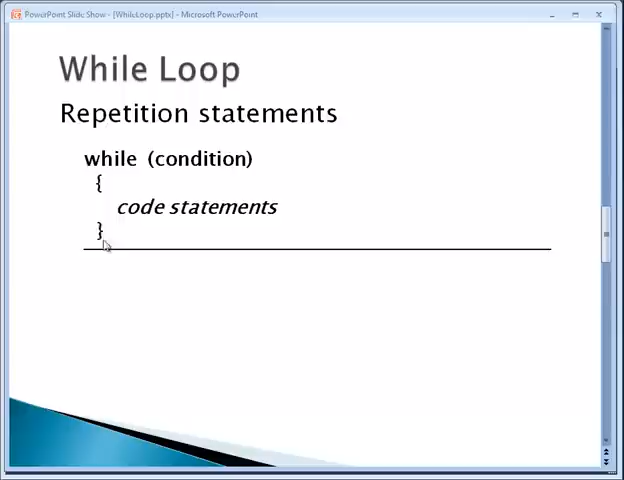 PowerPoint Slide Show - [WhileLoop.pptx] - Microsoft PowerPoint
While Loop
Repetition statements
while (condition)
{
code statements
}